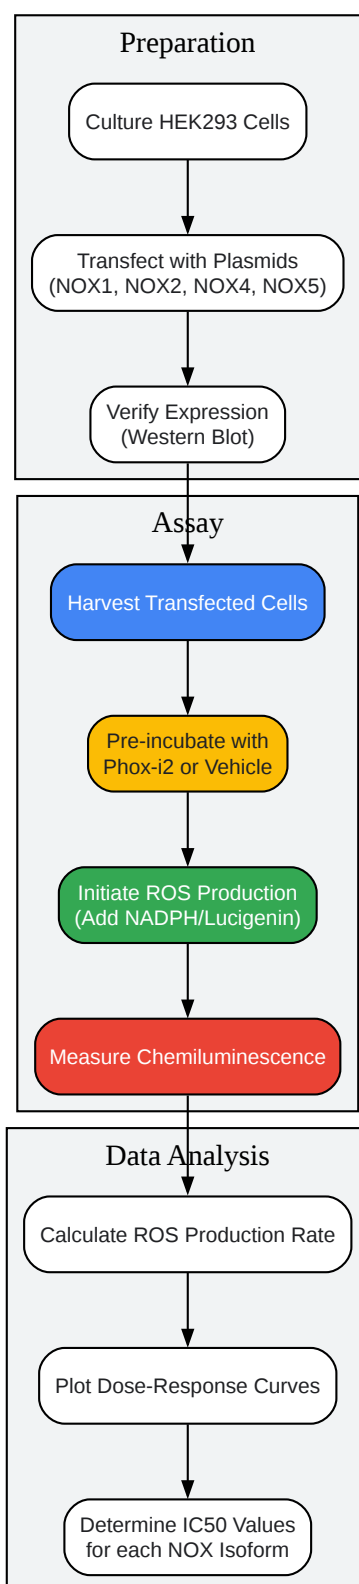 Preparation
Culture HEK293 Cells
Transfect with Plasmids
(NOX1, NOX2, NOX4, NOX5)
Verify Expression
(Western Blot)
Assay
Harvest Transfected Cells
Pre-incubate with
Phox-i2 or Vehicle
Initiate ROS Production
(Add NADPH/Lucigenin)
Measure Chemiluminescence
Data Analysis
Calculate ROS Production Rate
Plot Dose-Response Curves
Determine IC50 Values
for each NOX Isoform